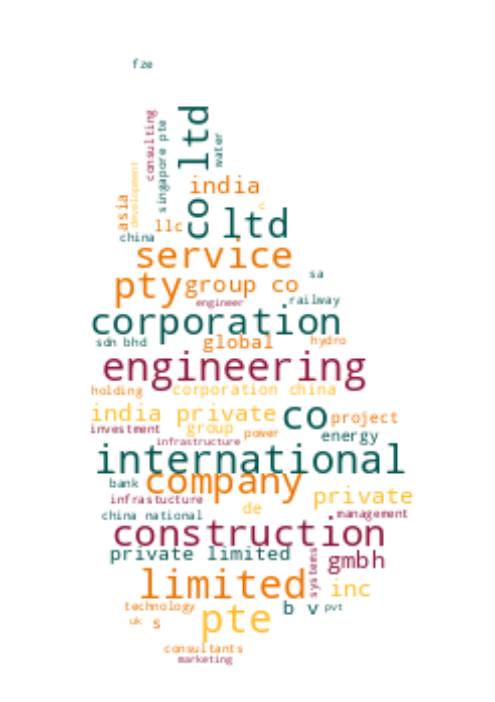 fze
co ltd
consulting
singapore pte
water
development
asia
india
c
llc
ltd
china
service
sa
pty
group co
engineer
railway
corporation
sdn bhd
global
hydro
engineering
holding
corporation china
india private
co
project
investment
group
power
energy
infrastructure
international
bank
company
private
infrastucture
de
china national
management
construction
private limited
systems
gmbh
limited
inc
technology
pte
b v
pvt
uk
s
consultants
marketing